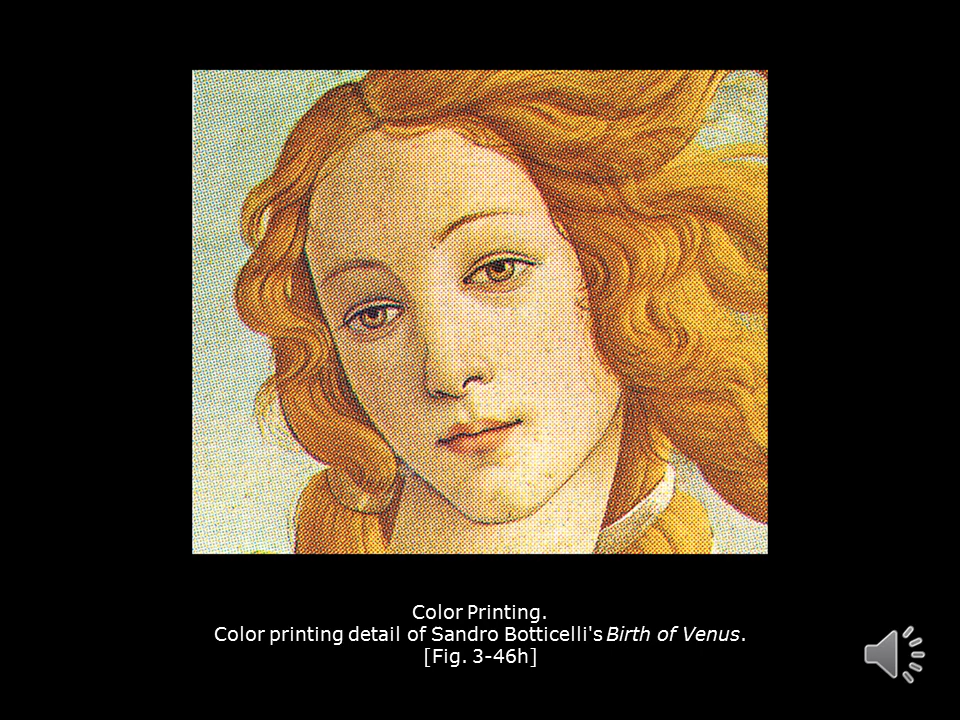 Color Printing.
Color printing detail of Sandro Botticelli's Birth of Venus.
[Fig. 3-46h]